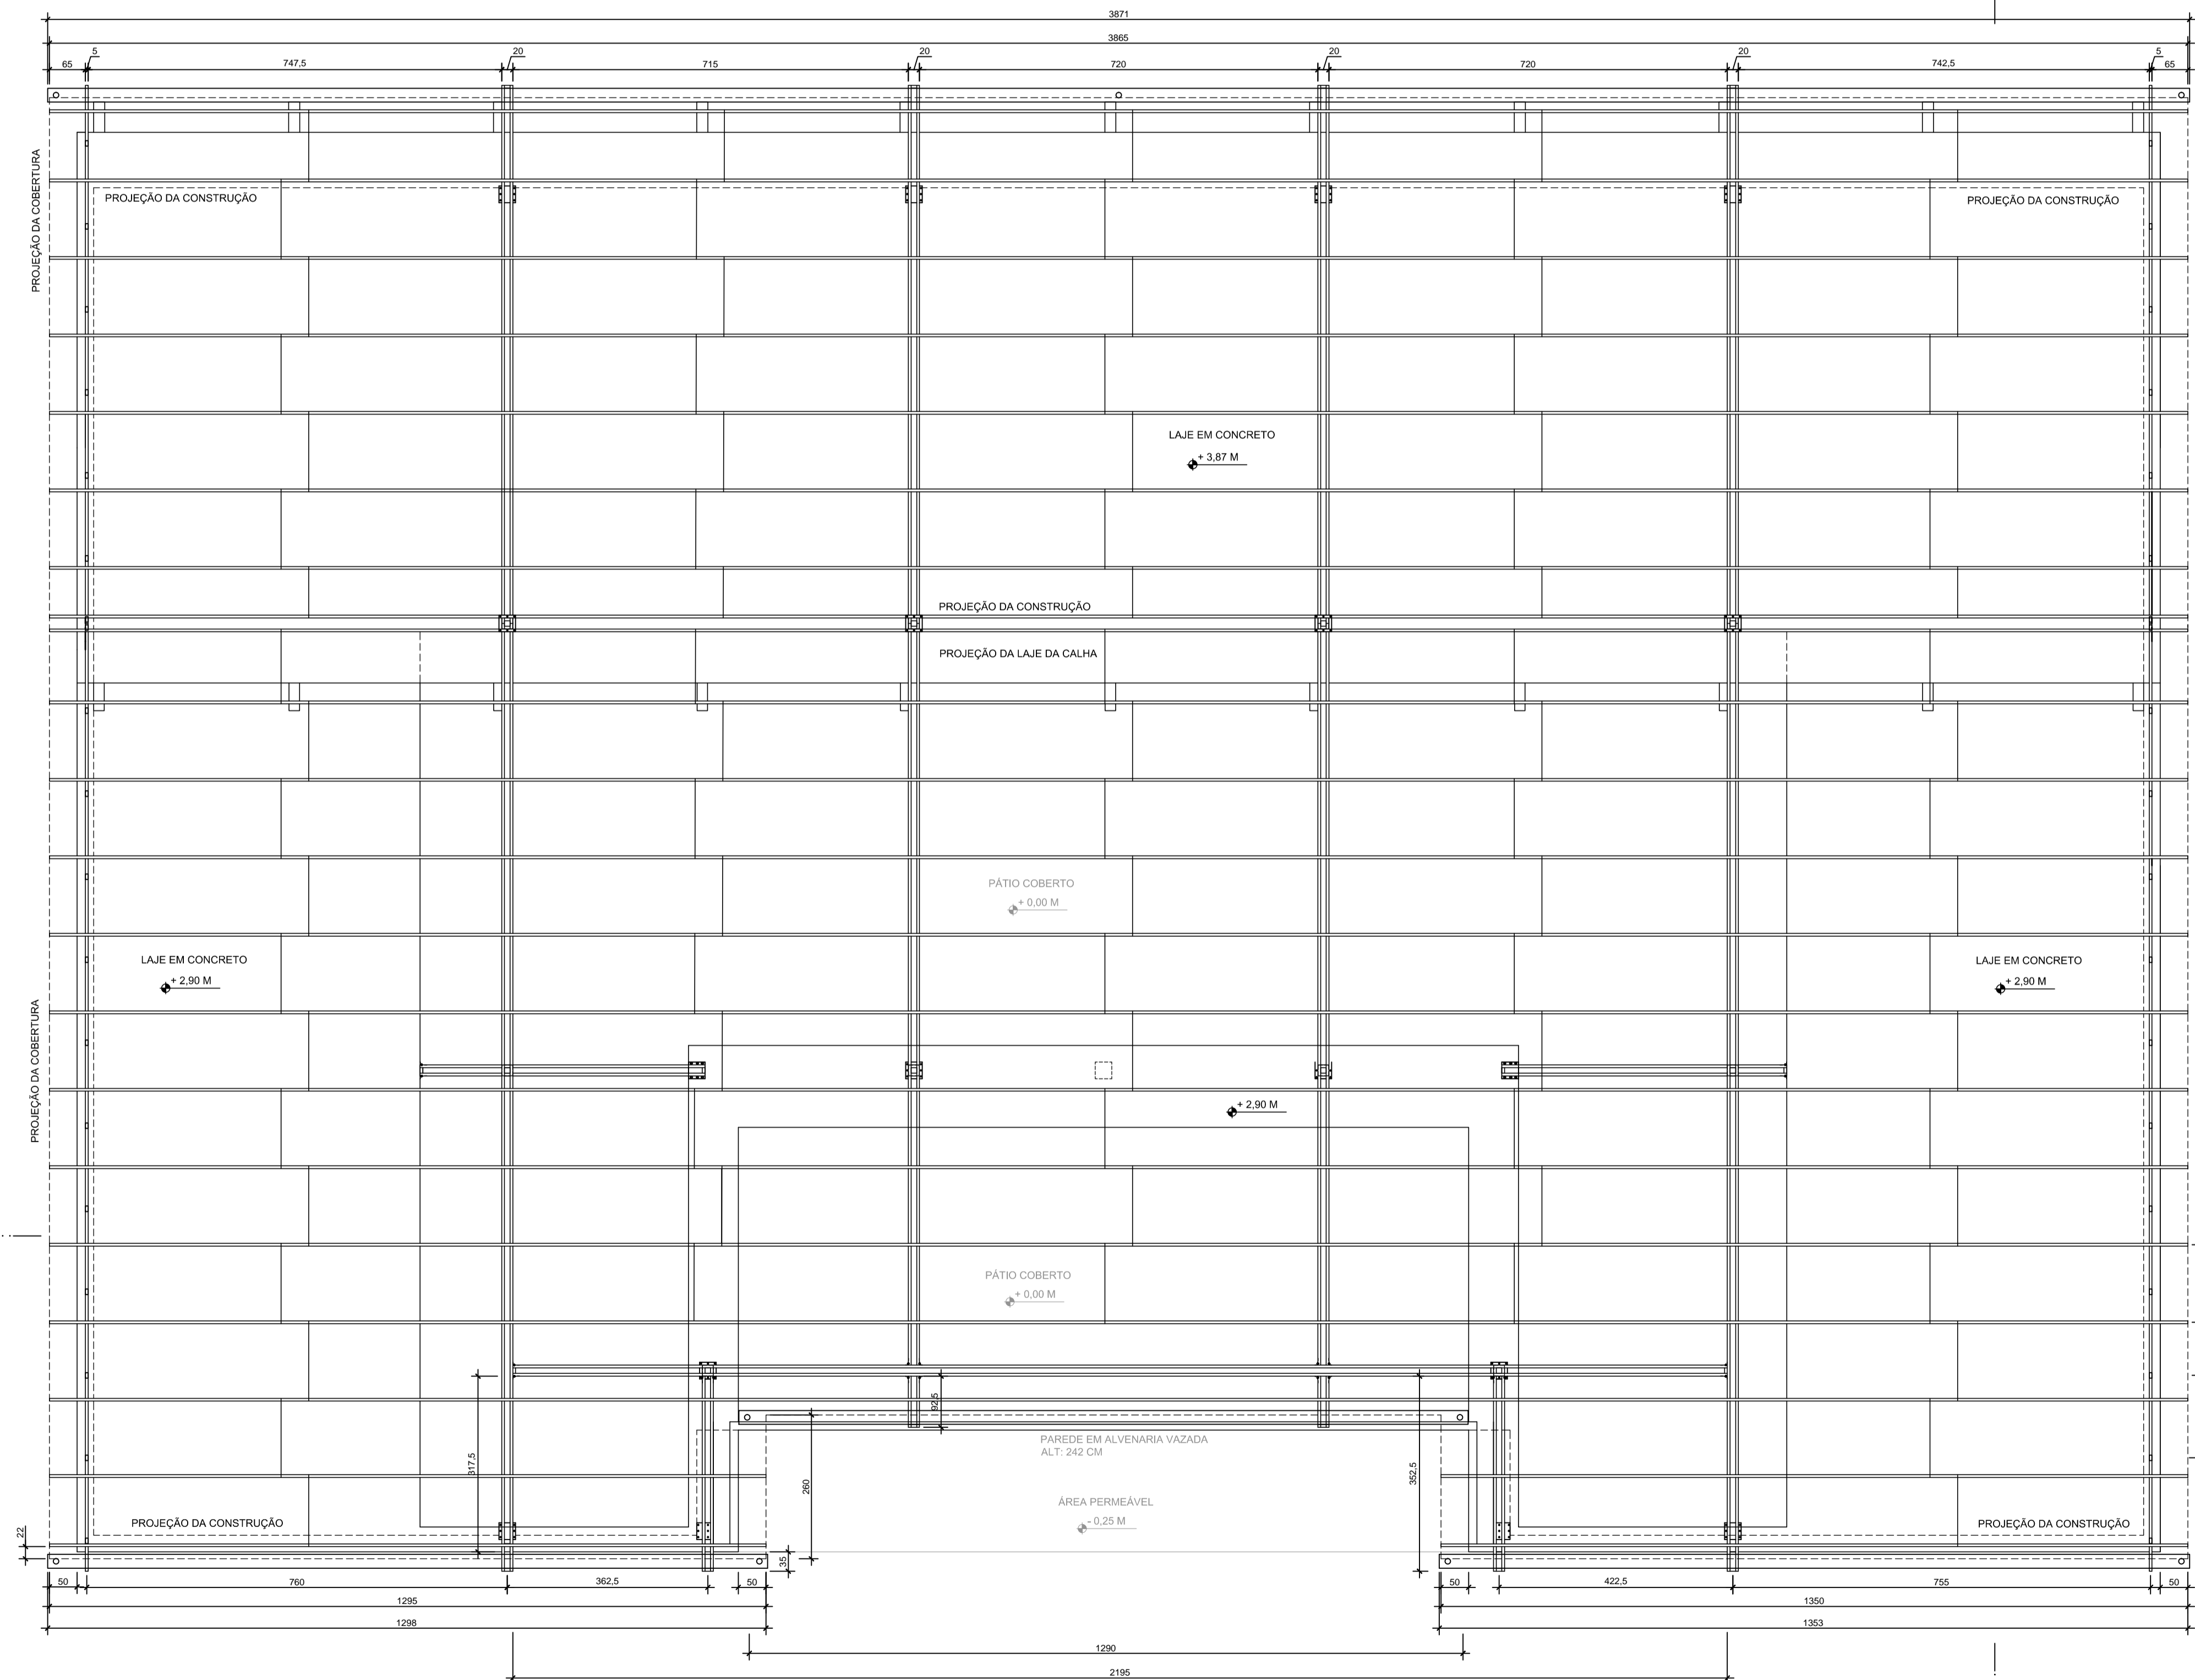 3871
3865
5
20
20
20
20
5
65
747,5
715
720
720
742,5
65
PROJEÇÃO DA COBERTURA
PROJEÇÃO DA CONSTRUÇÃO
PROJEÇÃO DA CONSTRUÇÃO
LAJE EM CONCRETO
+ 3,87 M
PROJEÇÃO DA CONSTRUÇÃO
PROJEÇÃO DA LAJE DA CALHA
PÁTIO COBERTO
+ 0,00 M
LAJE EM CONCRETO
+ 2,90 M
LAJE EM CONCRETO
+ 2,90 M
PROJEÇÃO DA COBERTURA
+ 2,90 M
PÁTIO COBERTO
+ 0,00 M
92,5
PAREDE EM ALVENARIA VAZADA
ALT: 242 CM
317,5
260
352,5
ÁREA PERMEÁVEL
- 0,25 M
PROJEÇÃO DA CONSTRUÇÃO
PROJEÇÃO DA CONSTRUÇÃO
22
35
50
760
362,5
50
50
422,5
755
50
1295
1350
1298
1353
1290
2195